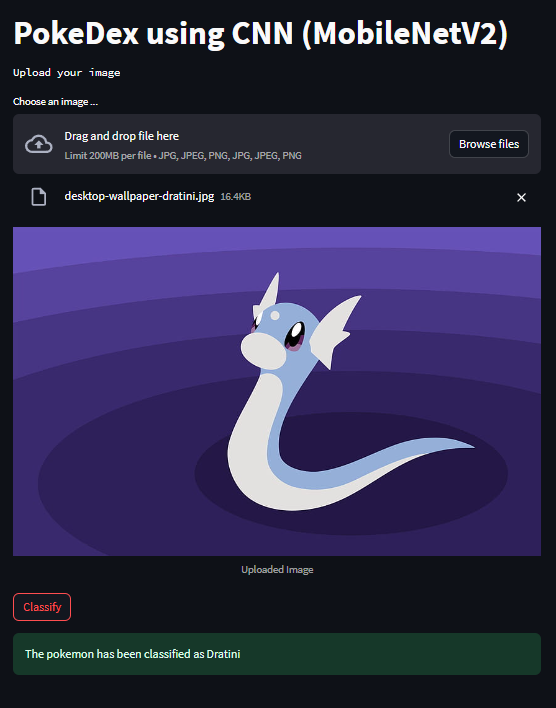 PokeDex using CNN (MobileNetV2)
Upload your image
Choose an image ...
Drag and drop file here
Limit 200MB per file • JPG, JPEG, PNG, JPG, JPEG, PNG
Browse files
desktop-wallpaper-dratini.jpg 16.4KB
Uploaded Image
Classify
The pokemon has been classified as Dratini